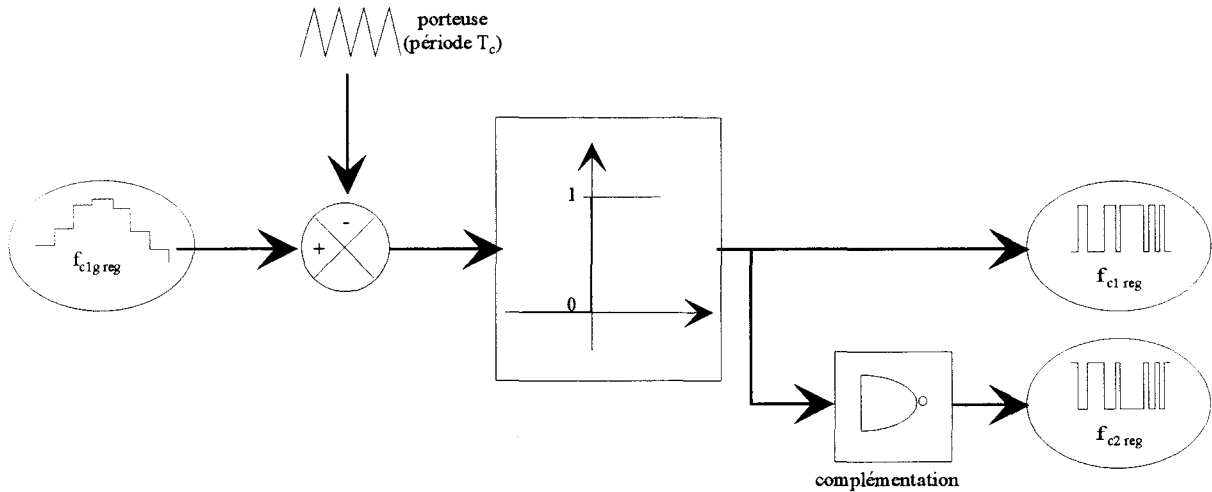 porteuse
(période T_c)
+
-
1
0
f_c1g reg
f_c1 reg
f_c2 reg
complémentation